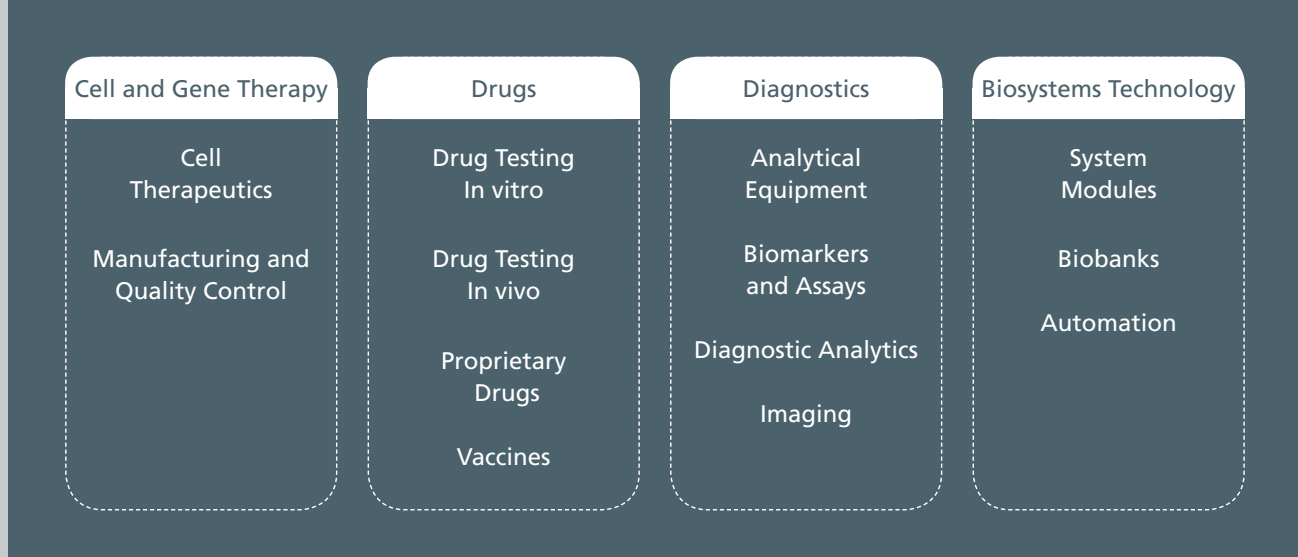 Cell and Gene Therapy
Cell
Therapeutics
Manufacturing and
Quality Control
Drugs
Drug Testing
In vitro
Drug Testing
In vivo
Proprietary
Drugs
Vaccines
Diagnostics
Analytical
Equipment
Biomarkers
and Assays
Diagnostic Analytics
Imaging
Biosystems Technology
System
Modules
Biobanks
Automation